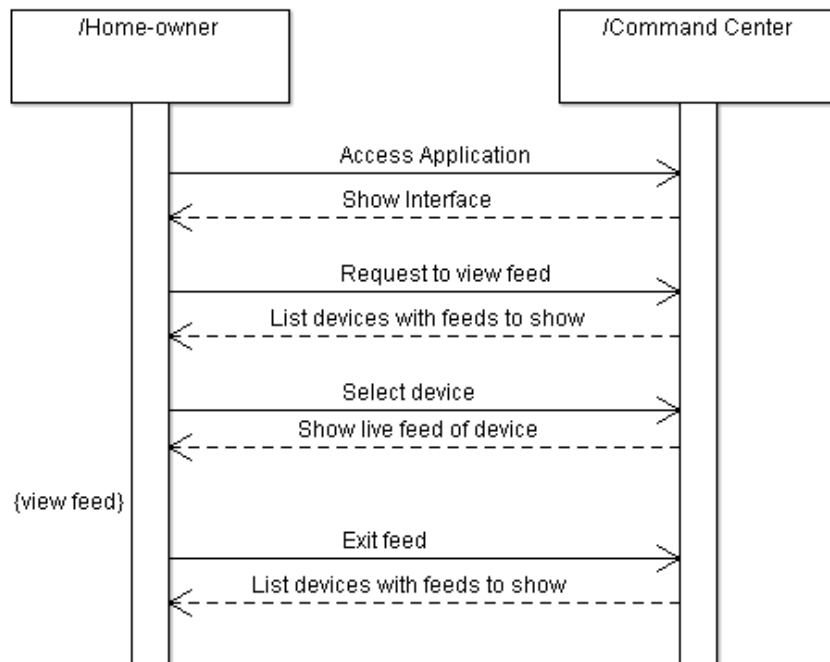 /Home-owner
/Command Center
Access Application
Show Interface
Request to view feed
List devices with feeds to show
Select device
Show live feed of device
{view feed}
Exit feed
List devices with feeds to show